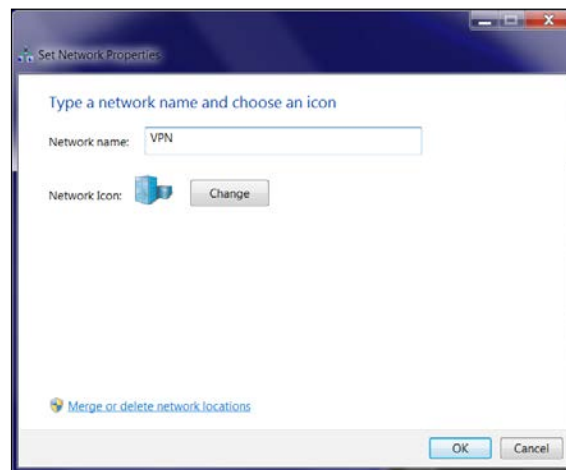 Set Network Properties
Type a network name and choose an icon
Network name: VPN
Network Icon: Change
Merge or delete network locations
OK Cancel